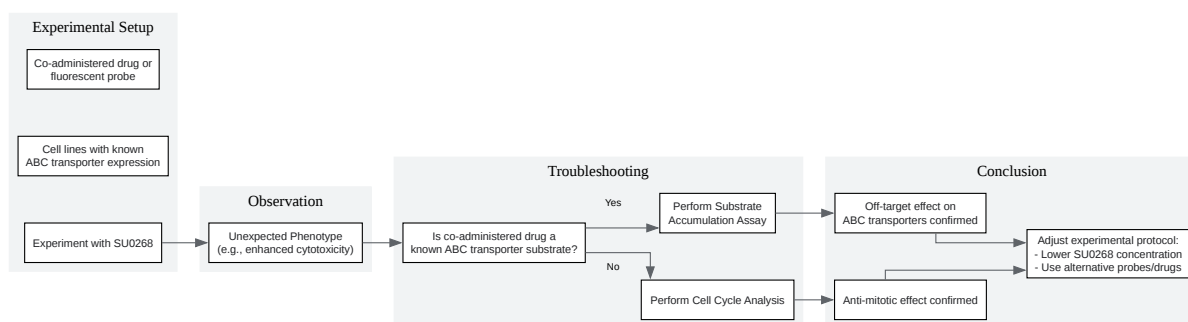 Experimental Setup
Co-administered drug or
fluorescent probe
Cell lines with known
ABC transporter expression
Experiment with SU0268
Observation
Unexpected Phenotype
(e.g., enhanced cytotoxicity)
Troubleshooting
Is co-administered drug a
known ABC transporter substrate?
Yes
No
Perform Substrate
Accumulation Assay
Perform Cell Cycle Analysis
Conclusion
Off-target effect on
ABC transporters confirmed
Anti-mitotic effect confirmed
Adjust experimental protocol:
- Lower SU0268 concentration
- Use alternative probes/drugs